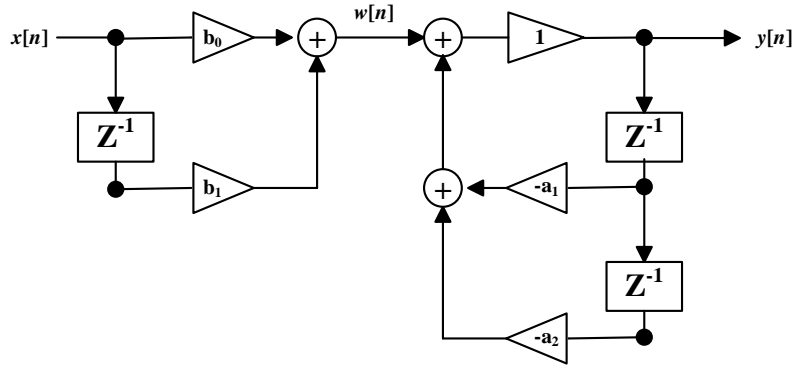 w[n]
x[n] b₀ + + 1 y[n]
Z⁻¹ Z⁻¹
b₁ + -a₁
Z⁻¹
-a₂